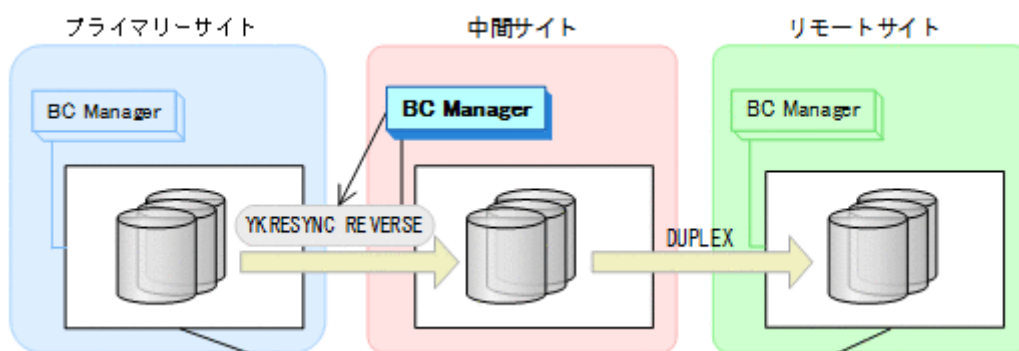 プライマリーサイト
中間サイト
リモートサイト
BC Manager
BC Manager
BC Manager
YKRESYNC REVERSE
DUPLEX